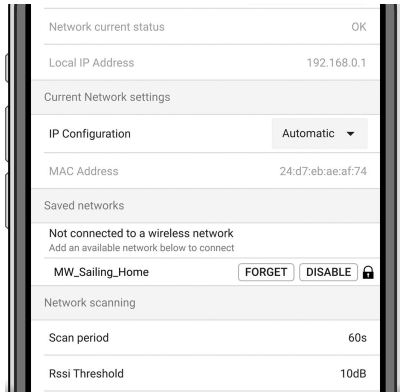 Network current status OK
Local IP Address 192.168.0.1
Current Network settings
IP Configuration Automatic
MAC Address 24:d7:eb:ae:af:74
Saved networks
Not connected to a wireless network
Add an available network below to connect
MW_Sailing_Home FORGET DISABLE
Network scanning
Scan period 60s
Rssi Threshold 10dB